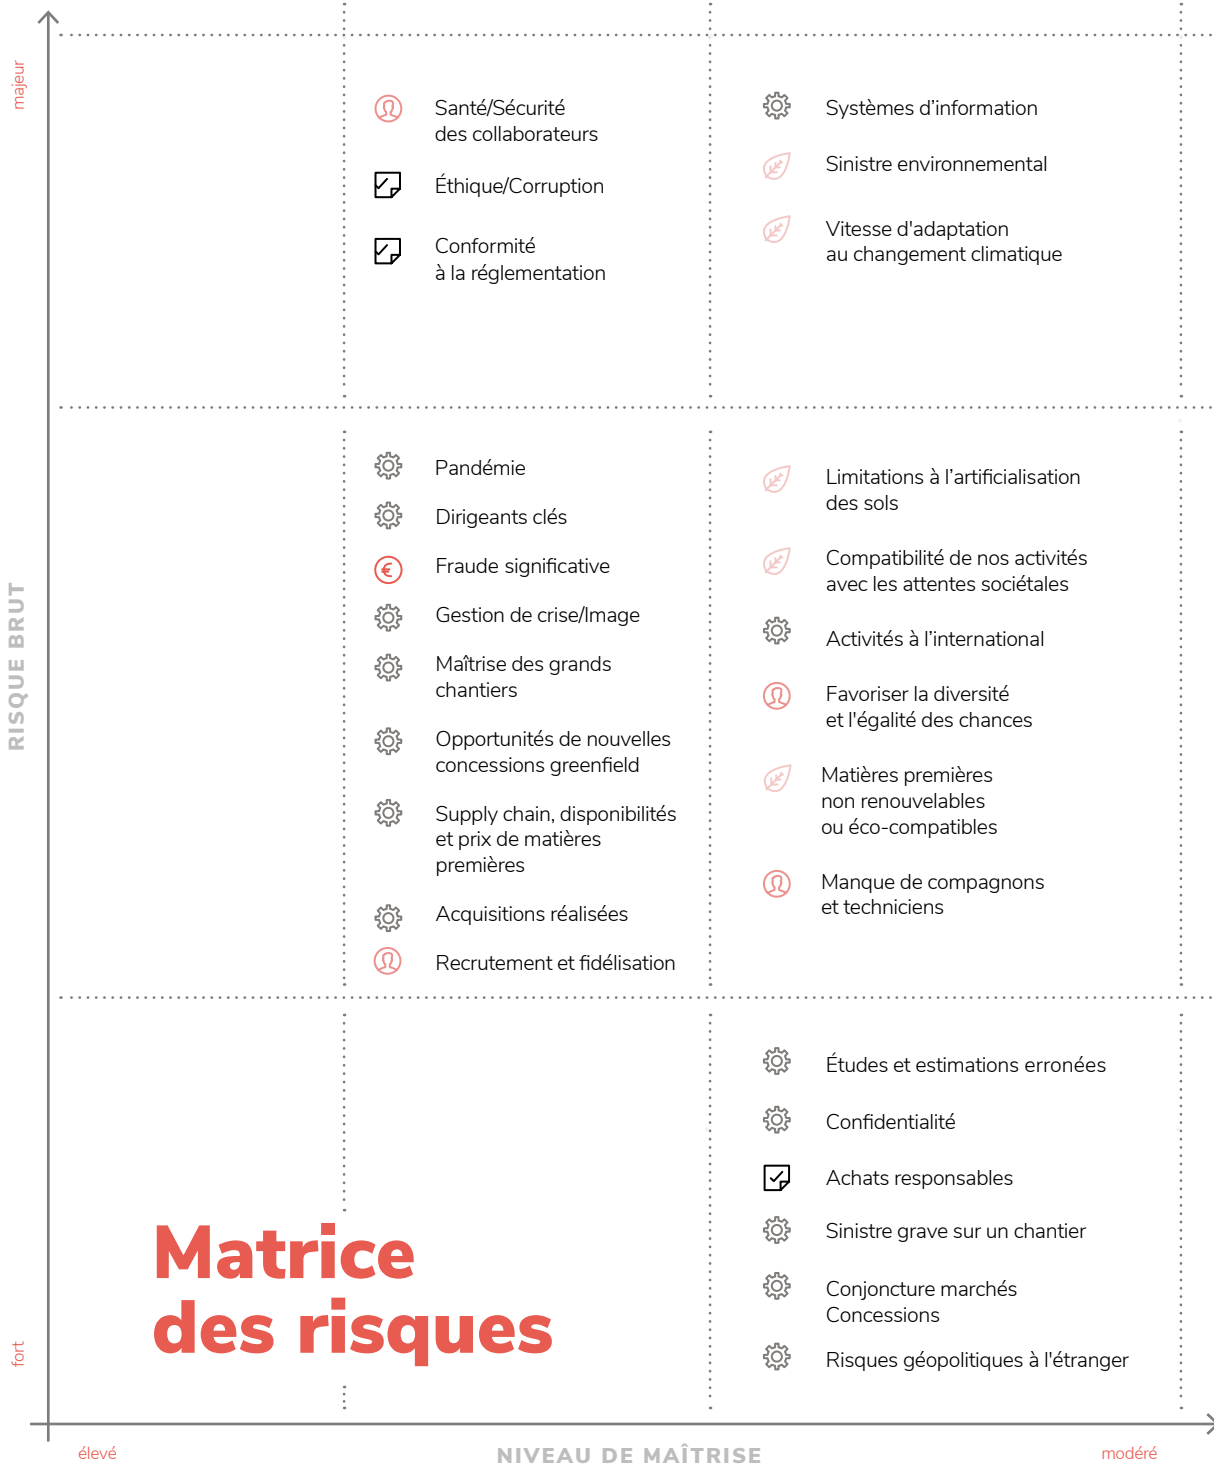 majeur
Santé/Sécurité
des collaborateurs
Éthique/Corruption
Conformité
à la réglementation
Systèmes d’information
Sinistre environnemental
Vitesse d'adaptation
au changement climatique
RISQUE BRUT
Pandémie
Dirigeants clés
Fraude significative
Gestion de crise/Image
Maîtrise des grands
chantiers
Opportunités de nouvelles
concessions greenfield
Supply chain, disponibilités
et prix de matières
premières
Acquisitions réalisées
Recrutement et fidélisation
Limitations à l’artificialisation
des sols
Compatibilité de nos activités
avec les attentes sociétales
Activités à l’international
Favoriser la diversité
et l'égalité des chances
Matières premières
non renouvelables
ou éco-compatibles
Manque de compagnons
et techniciens
Études et estimations erronées
Confidentialité
Achats responsables
Sinistre grave sur un chantier
Conjoncture marchés
Concessions
Risques géopolitiques à l'étranger
Matrice
des risques
fort
élevé
NIVEAU DE MAÎTRISE
modéré